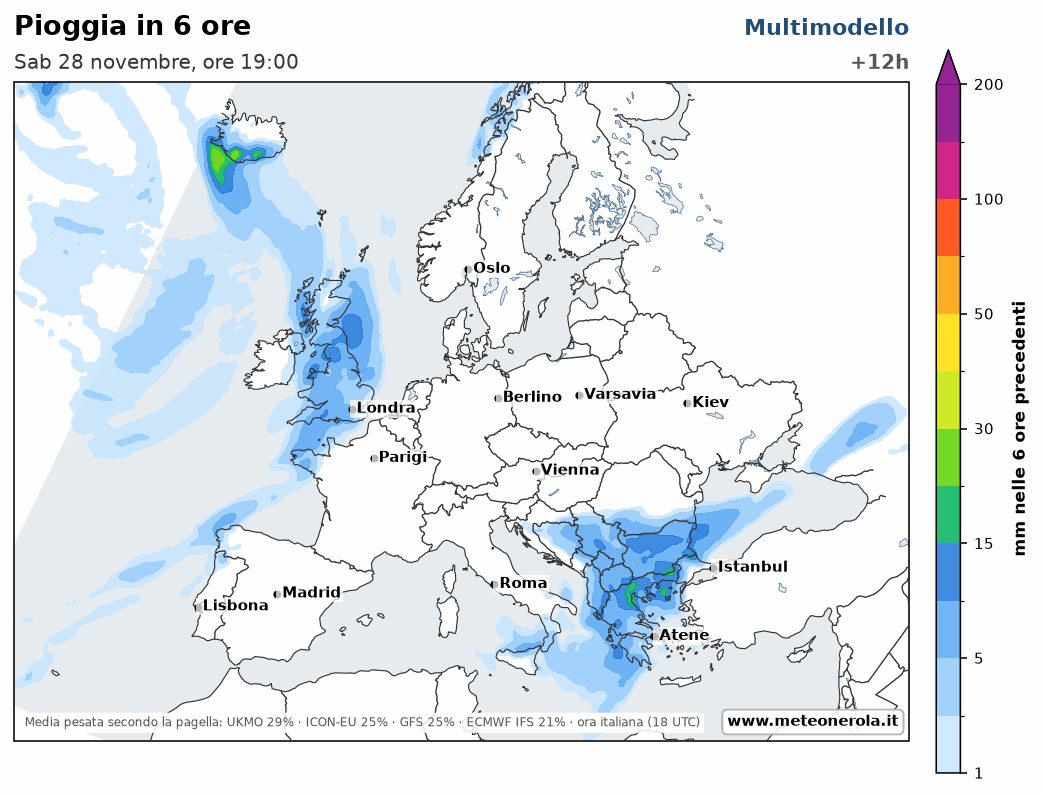 Pioggia in 6 ore
Multimodello
Sab 28 novembre, ore 19:00
+12h
200
100
50
30
15
5
1
mm nelle 6 ore precedenti
Oslo
Londra
Berlino
Varsavia
Kiev
Parigi
Vienna
Istanbul
Roma
Madrid
Lisbona
Atene
Media pesata secondo la pagella: UKMO 29% · ICON-EU 25% · GFS 25% · ECMWF IFS 21% · ora italiana (18 UTC)
www.meteonerola.it